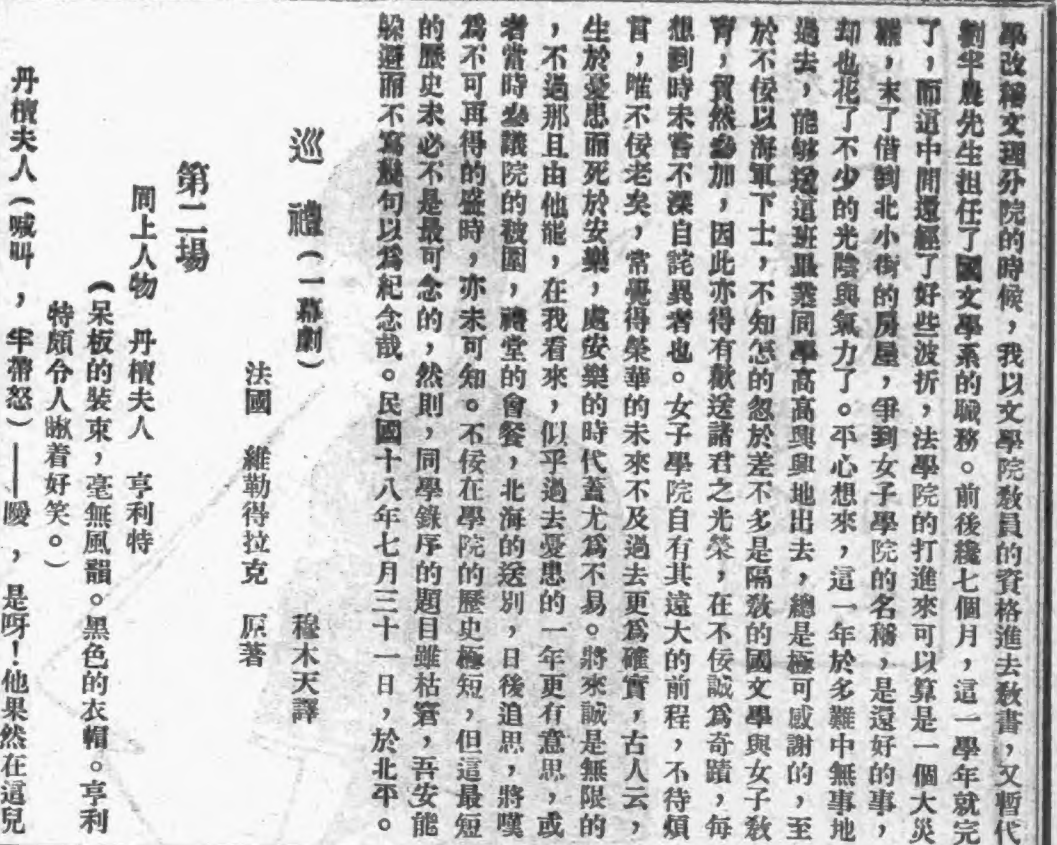 學改稱文理分院的時候，我以文學院敎員的資格進去敎書，又暫代
劉半農先生担任了國文學系的職務。前後纔七個月，這一學年就完
了，而這中間還經了好些波折，法學院的打進來可以算是一個大災
難，末了借到北小街的房屋，爭到女子學院的名稱，是還好的事，
却也花了不少的光陰與氣力了。平心想來，這一年於多難中無事地
過去，能够送這班畢業同學高高興興地出去，總是極可感謝的，至
於不佞以海軍下士，不知怎的忽於差不多是隔敎的國文學與女子敎
育，貿然參加，因此亦得有歡送諸君之光榮，在不佞誠爲奇蹟，每
想到時未嘗不深自詫異者也。女子學院自有其遠大的前程，不待煩
言，唯不佞老矣，常覺得榮華的未來不及過去更爲確實，古人云，
生於憂患而死於安樂，處安樂的時代蓋尤爲不易。將來誠是無限的
，不過那且由他能，在我看來，似乎過去憂患的一年更有意思，或
者當時參議院的被圍，禮堂的會餐，北海的送別，日後追思，將嘆
爲不可再得的盛時，亦未可知。不佞在學院的歷史極短，但這最短
的歷史未必不是最可念的，然則，同學錄序的題目雖枯窘，吾安能
躱避而不寫幾句以爲紀念哉。民國十八年七月三十一日，於北平。
巡禮（一幕劇）
法國　維勒得拉克　原著
穆木天譯
第二場
同上人物　丹檀夫人　亨利特
（呆板的裝束，毫無風韻。黑色的衣帽。亨利
特頗令人瞅着好笑。）
丹檀夫人（喊叫，半帶怒）——噯，是呀！他果然在這兒